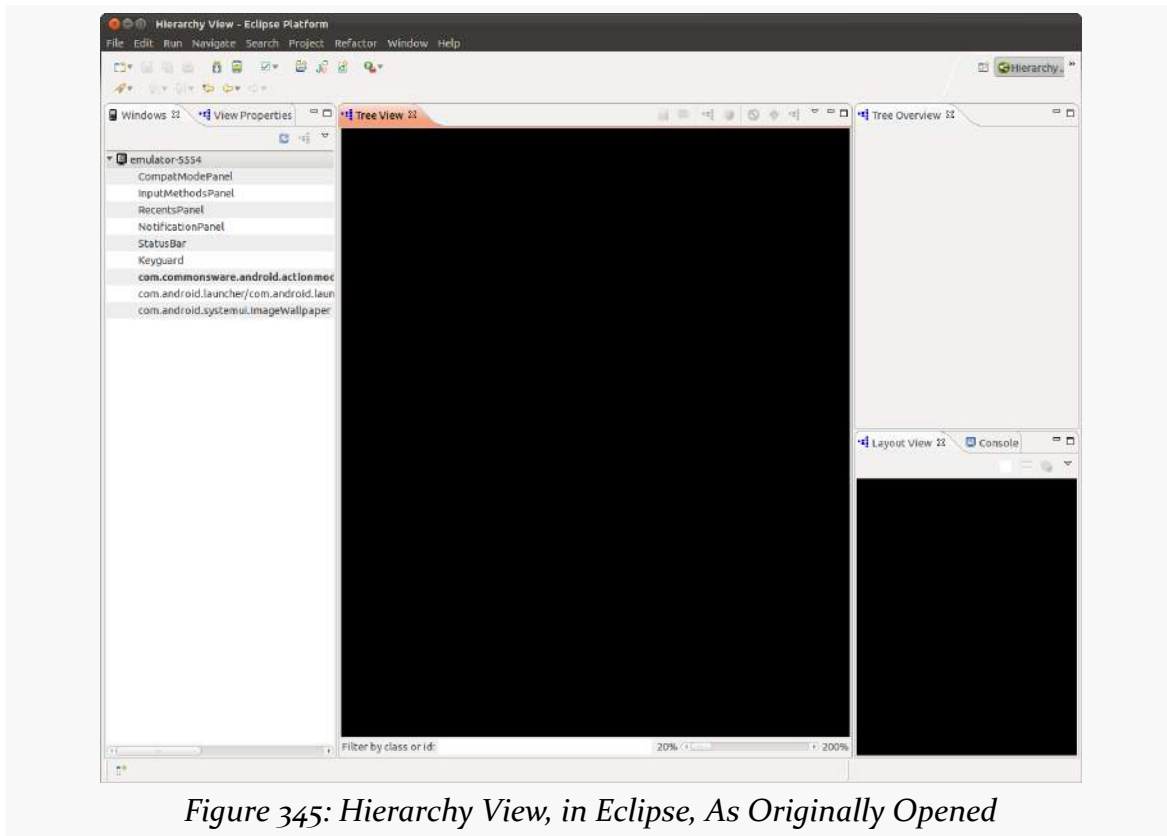 Hierarchy View - Eclipse Platform
File Edit Run Navigate Search Project Refactor Window Help
Hierarchy.
Windows View Properties
Tree View
Tree Overview
emulator-5554
CompatModePanel
InputMethodsPanel
RecentsPanel
NotificationPanel
StatusBar
Keyguard
com.commonsware.android.actionmoc
com.android.launcher/com.android.laun
com.android.systemui.ImageWallpaper
Layout View Console
Filter by class or id:
20% 200%
Figure 345: Hierarchy View, in Eclipse, As Originally Opened